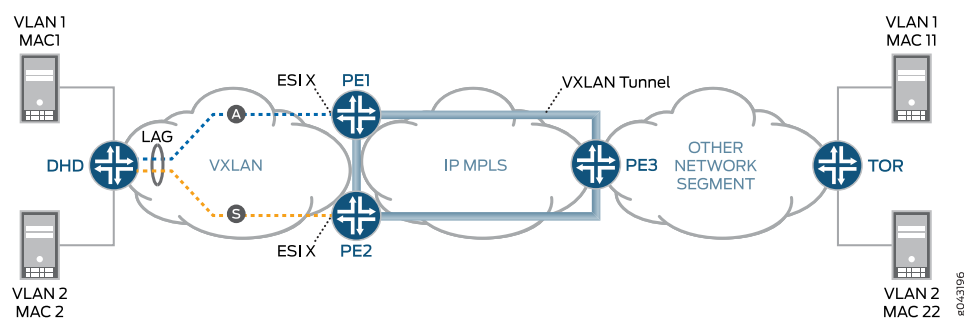 VLAN 1
MAC1
VLAN 1
MAC 11
ESI X
PE1
VXLAN Tunnel
A
LAG
DHD
VXLAN
IP MPLS
PE3
OTHER
NETWORK
SEGMENT
TOR
S
ESI X
PE2
VLAN 2
MAC 2
VLAN 2
MAC 22
g043196